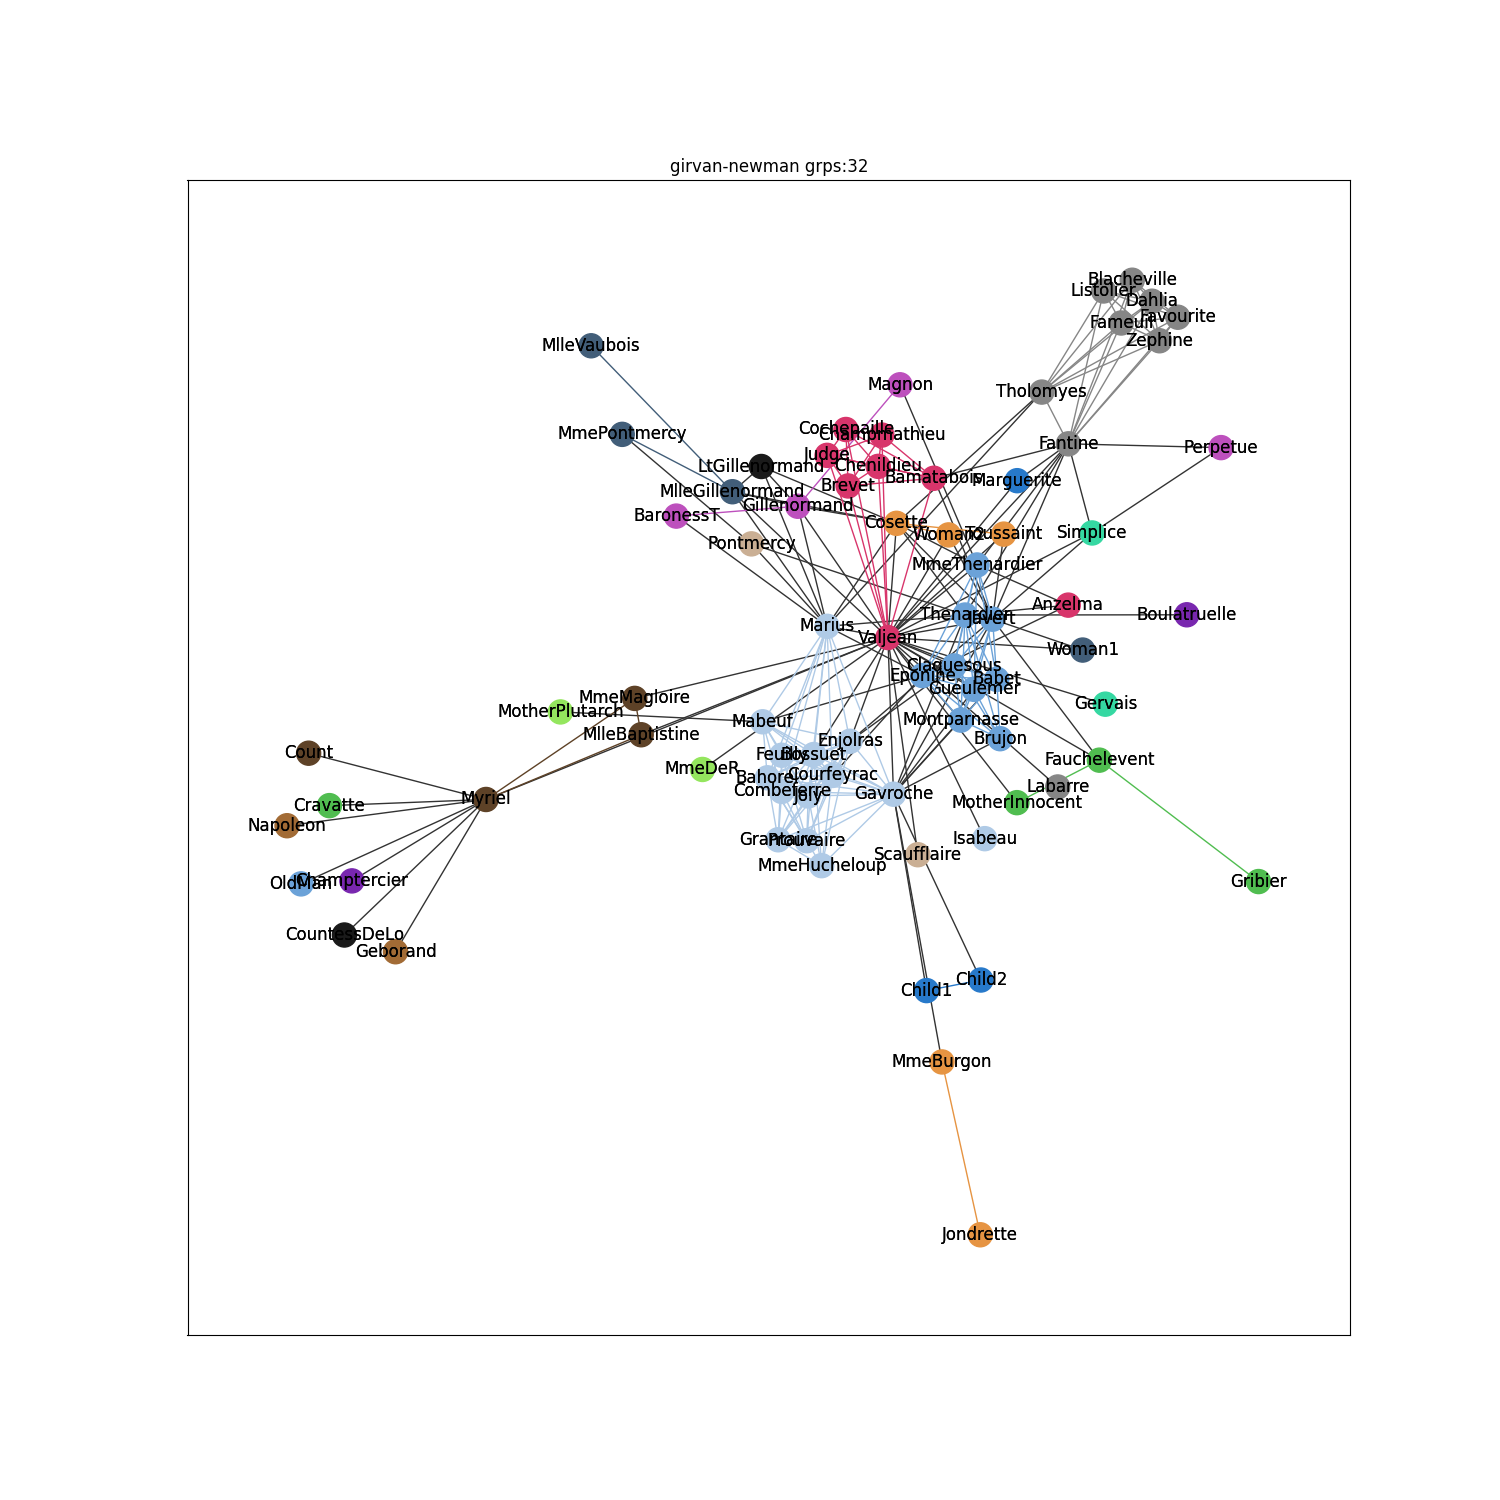 girvan-newman grps:32
Blacheville
Listolier
Dahlia
Favourite
Fameuil
Zephine
MlleVaubois
Magnon
Tholomyes
Cochepaille
MmePontmercy
Champmathieu
Fantine
Perpetue
Judge
LtGillenormand
Chenildieu
Bamatabois
Marguerite
Brevet
MlleGillenormand
Gillenormand
BaronessT
Cosette
Woman2
Toussaint
Simplice
Pontmercy
MmeThenardier
Anzelma
Thenardier
Boulatruelle
Javert
Marius
Valjean
Woman1
Claquesous
Eponine
Babet
Gueulemer
MmeMagloire
Gervais
MotherPlutarch
Mabeuf
Montparnasse
MlleBaptistine
Brujon
Enjolras
Count
Feuilly
Bossuet
Fauchelevent
MmeDeR
Courfeyrac
Bahorel
Labarre
Combeferre
Joly
Gavroche
Myriel
MotherInnocent
Cravatte
Napoleon
Grantaire
Prouvaire
Isabeau
Scaufflaire
MmeHucheloup
OldMan
Champtercier
Gribier
CountessDeLo
Geborand
Child2
Child1
MmeBurgon
Jondrette